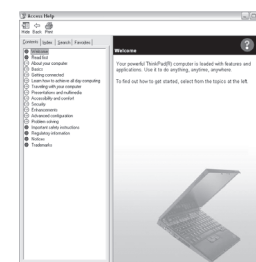 Access Help
Help Back Print
Contents Index Search Favorites
Welcome
Read first
About your computer
Basics
Getting connected
Learn how to achieve all day computing
Traveling with your computer
Presentations and multimedia
Accessibility and comfort
Security
Enhancements
Advanced configuration
Problem solving
Important safety instructions
Regulatory information
Notices
Trademarks
?
Welcome
Your powerful ThinkPad(R) computer is loaded with features and
applications. Use it to do anything, anytime, anywhere.
To find out how to get started, select from the topics at the left.